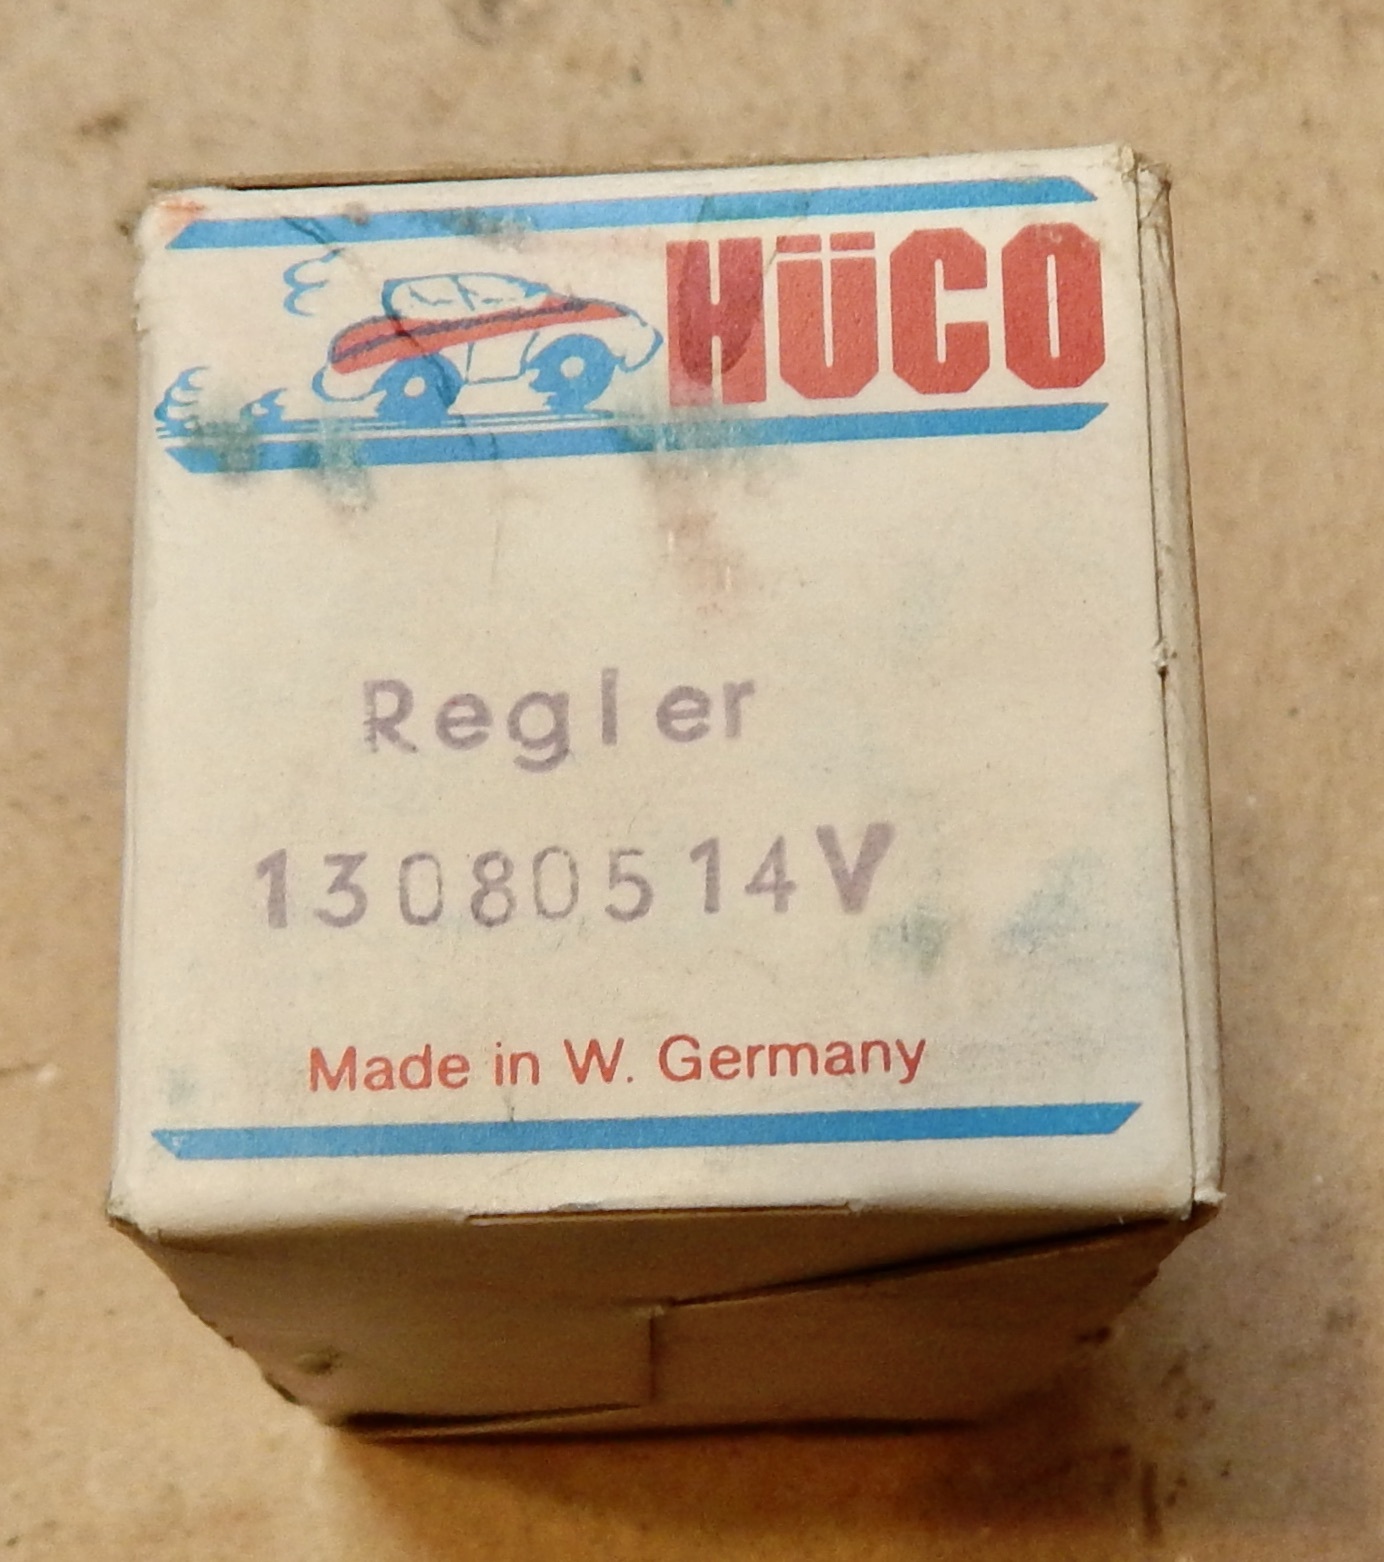 HÜCO
Regler
13080514V
Made in W. Germany